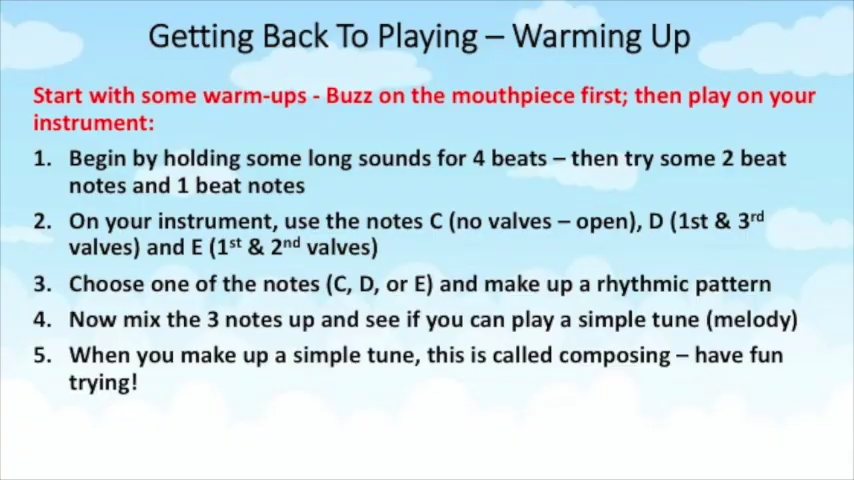 Getting Back To Playing – Warming Up
Start with some warm-ups - Buzz on the mouthpiece first; then play on your
instrument:
1. Begin by holding some long sounds for 4 beats – then try some 2 beat
notes and 1 beat notes
2. On your instrument, use the notes C (no valves – open), D (1st & 3rd
valves) and E (1st & 2nd valves)
3. Choose one of the notes (C, D, or E) and make up a rhythmic pattern
4. Now mix the 3 notes up and see if you can play a simple tune (melody)
5. When you make up a simple tune, this is called composing – have fun
trying!